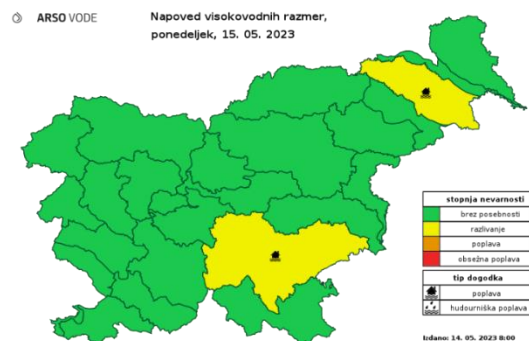 ARSO VODE
Napoved visokovodnih razmer,
ponedeljek, 15. 05. 2023
stopnja nevarnosti
brez posebnosti
razlivanje
poplava
obsežna poplava
tip dogodka
poplava
hudourniška poplava
Izdano: 14. 05. 2023 8:00